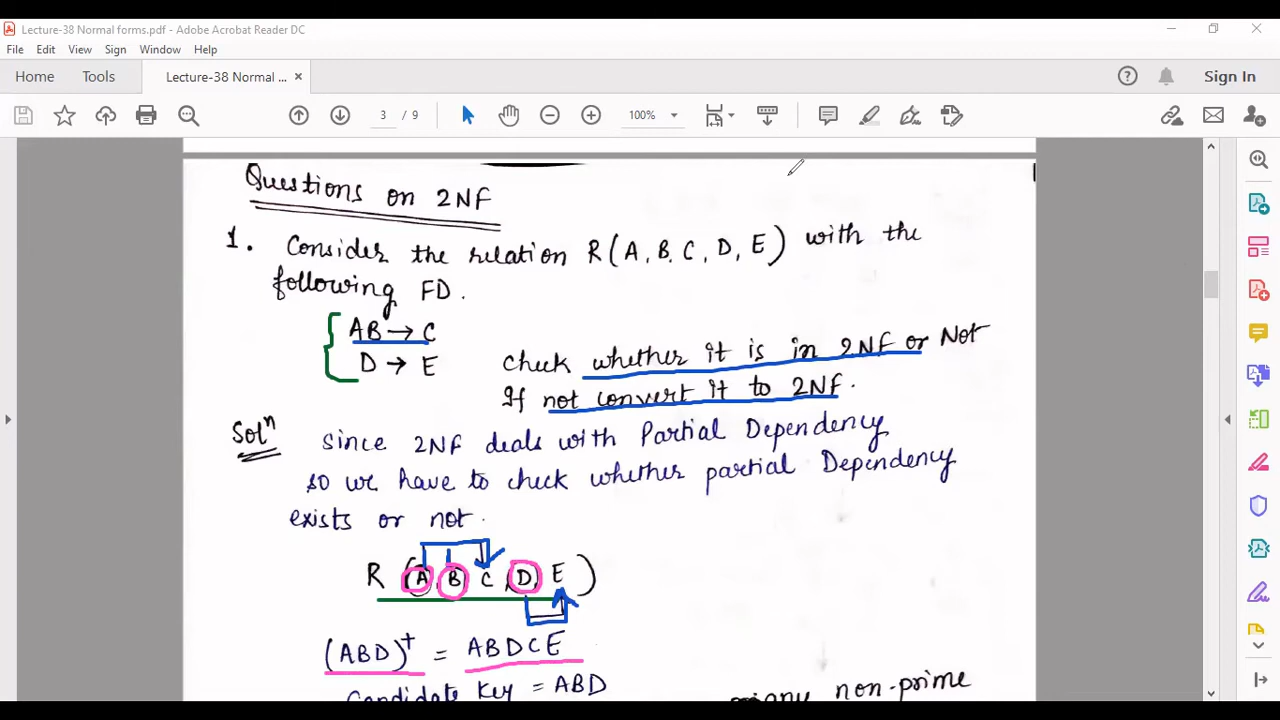 Lecture-38 Normal forms.pdf - Adobe Acrobat Reader DC
File Edit View Sign Window Help
Home Tools Lecture-38 Normal ... × Sign In
3 / 9 100%
Questions on 2NF
1. Consider the relation R(A, B, C, D, E) with the
following FD.
AB → C
D → E
check whether it is in 2NF or Not
If not convert it to 2NF.
Solⁿ
Since 2NF deals with Partial Dependency
so we have to check whether partial Dependency
exists or not.
R (A, B, C, D, E)
(ABD)⁺ = ABDCE
Candidate Key = ABD
non-prime